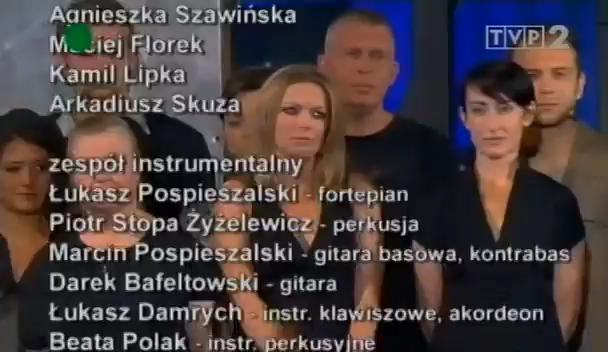 Agnieszka Szawińska
TVP2
Maciej Florek
Kamil Lipka
Arkadiusz Skuza
zespół instrumentalny
Łukasz Pospieszalski - fortepian
Piotr Stopa Żyżelewicz - perkusja
Marcin Pospieszalski - gitara basowa, kontrabas
Darek Bafeltowski - gitara
Łukasz Damrych - instr. klawiszowe, akordeon
Beata Polak - instr. perkusyjne